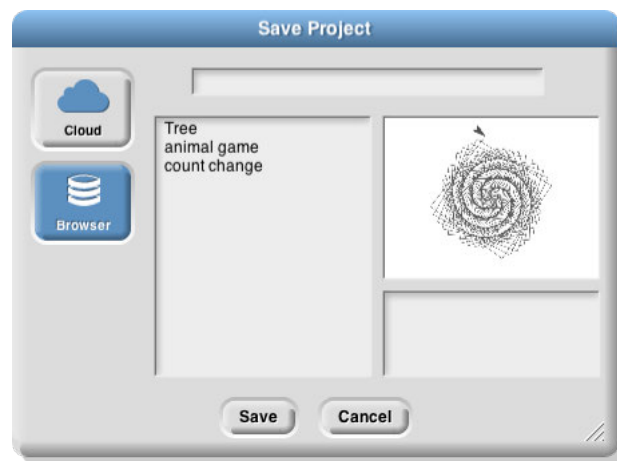 Save Project
Cloud
Browser
Tree
animal game
count change
Save
Cancel